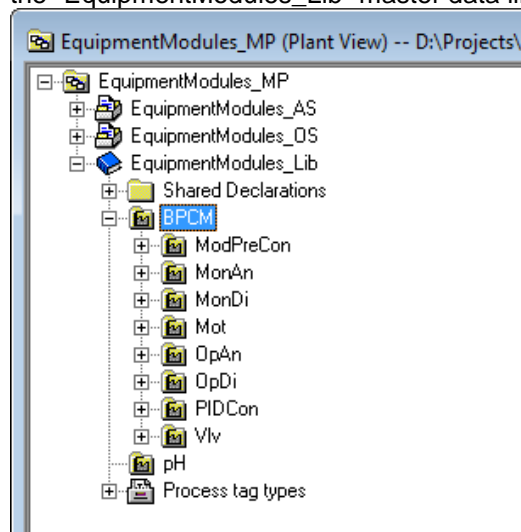 the "EquipmentModules_Lib" master data li
EquipmentModules_MP (Plant View) -- D:\Projects\
EquipmentModules_MP
EquipmentModules_AS
EquipmentModules_OS
EquipmentModules_Lib
Shared Declarations
BPCM
ModPreCon
MonAn
MonDi
Mot
OpAn
OpDi
PIDCon
Vlv
pH
Process tag types